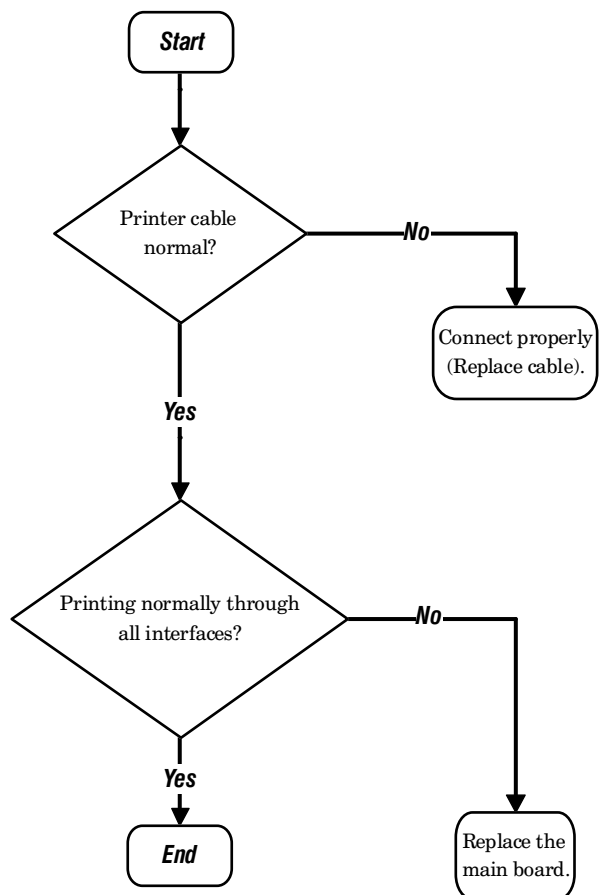 Start
Printer cable
normal?
No
Connect properly
(Replace cable).
Yes
Printing normally through
all interfaces?
No
Yes
Replace the
main board.
End